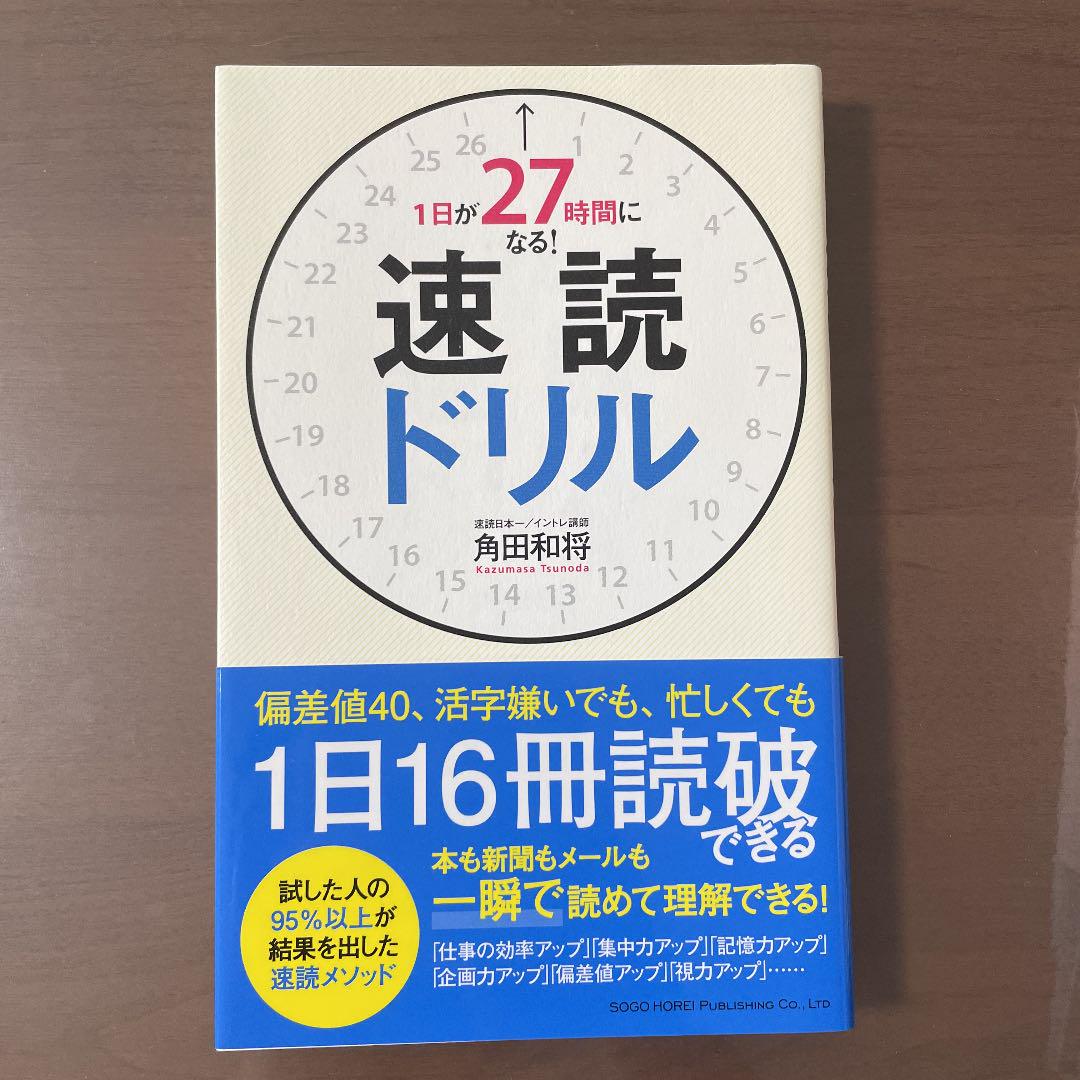 1日が27時間に
なる!
速読
ドリル
速読日本一/イントレ講師
角田和将
Kazumasa Tsunoda
1
2
3
4
5
6
7
8
9
10
11
12
13
14
15
16
17
18
19
20
21
22
23
24
25
26
偏差値40、活字嫌いでも、忙しくても
1日16冊読破
できる
本も新聞もメールも
一瞬で読めて理解できる!
試した人の
95%以上が
結果を出した
速読メソッド
「仕事の効率アップ」「集中力アップ」「記憶力アップ」
「企画力アップ」「偏差値アップ」「視力アップ」……
SOGO HOREI PUBLISHING CO., LTD